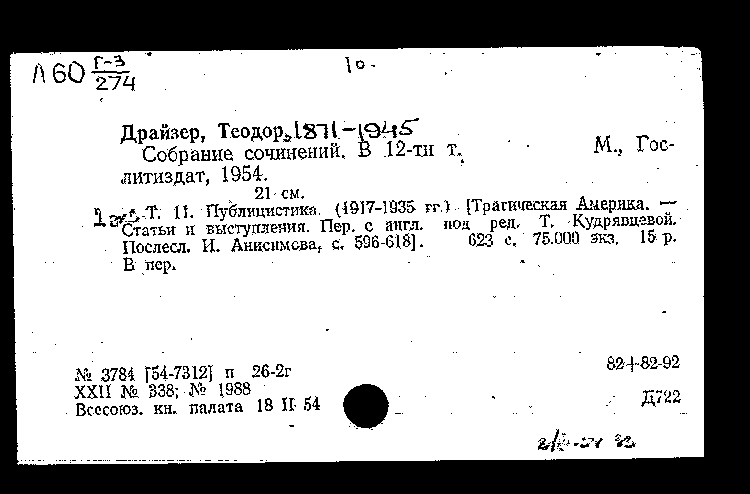 Л60 Г-3
274
10.
Драйзер, Теодор, 1871-1945
Собрание сочинений. В 12-ти т. М., Гос-
литиздат, 1954.
21 см.
1 экз. Т. 11. Публицистика. (1917-1935 гг.) [Трагическая Америка. —
Статьи и выступления. Пер. с англ. под ред. Т. Кудрявцевой.
Послесл. И. Анисимова, с. 596-618]. 623 с. 75.000 экз. 15 р.
В пер.
№ 3784 [54-7312] п 26-2г 82+82-92
XXII № 338; № 1988
Всесоюз. кн. палата 18 II 54 Д722